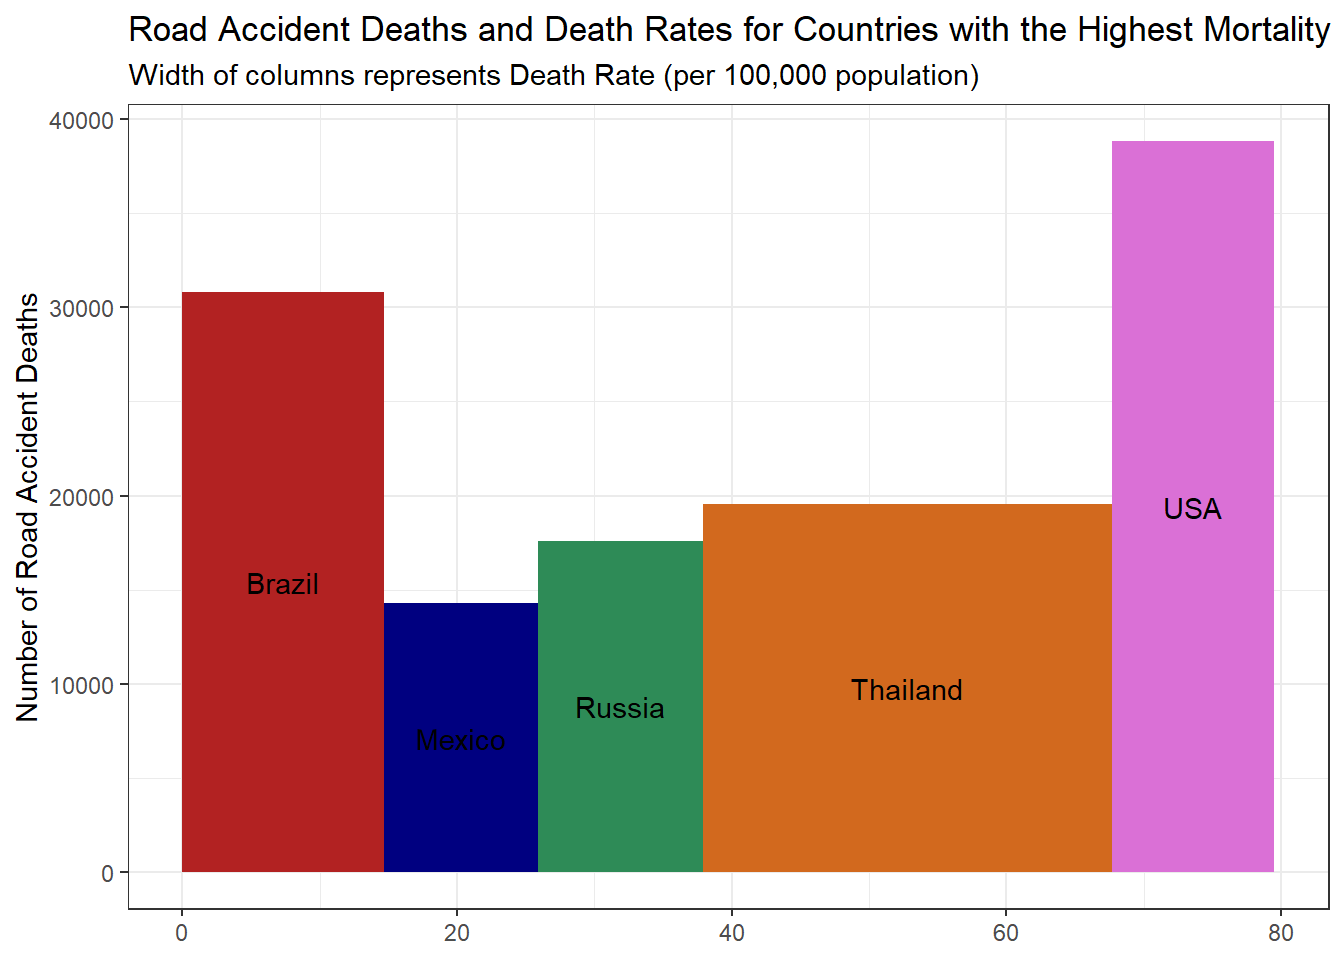 Road Accident Deaths and Death Rates for Countries with the Highest Mortality
Width of columns represents Death Rate (per 100,000 population)
Number of Road Accident Deaths
40000
30000
20000
10000
0
Brazil
Mexico
Russia
Thailand
USA
0 20 40 60 80